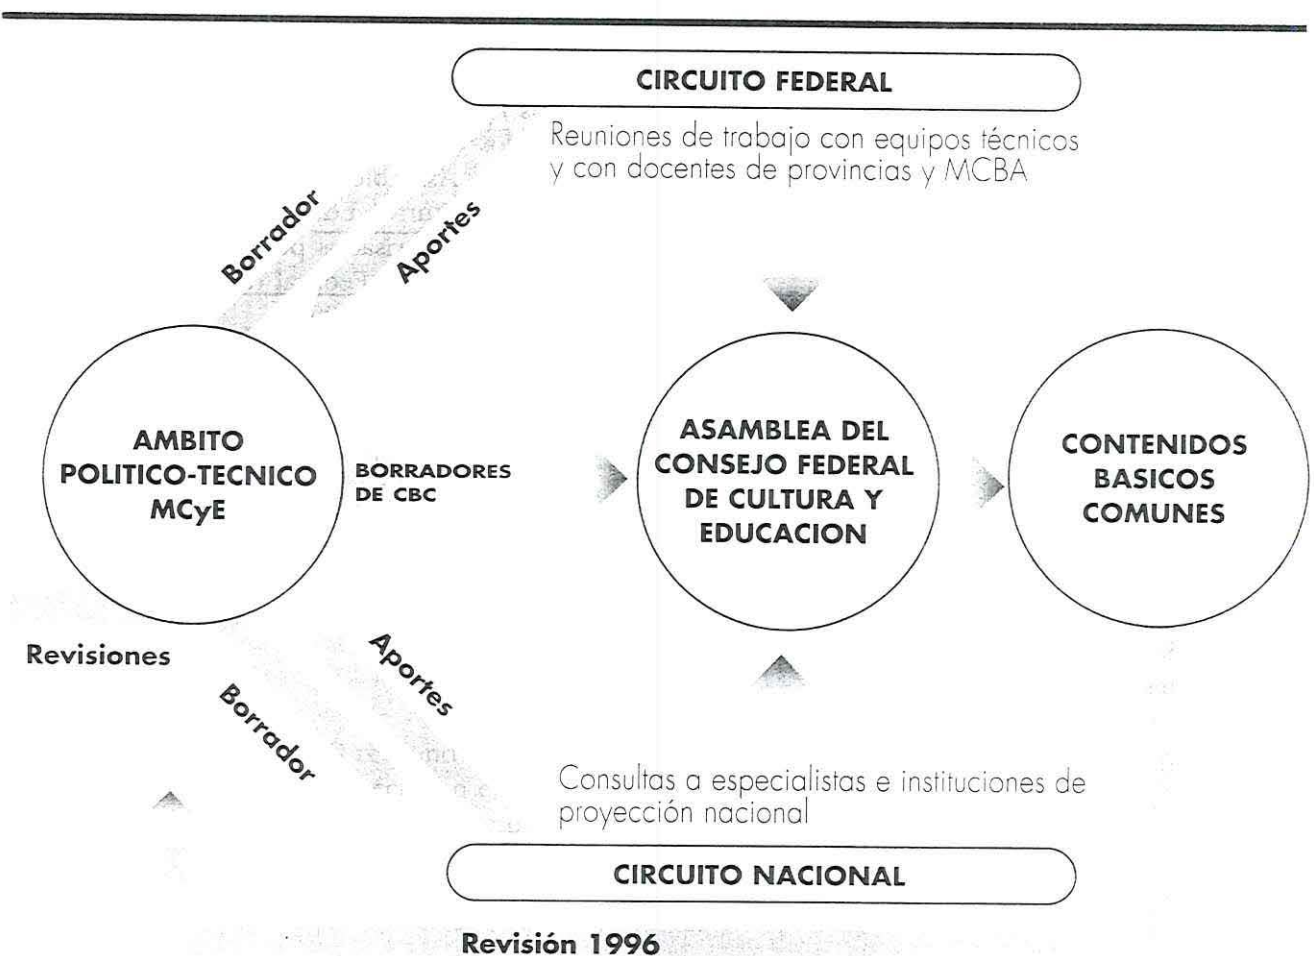 CIRCUITO FEDERAL
Reuniones de trabajo con equipos técnicos
y con docentes de provincias y MCBA
Borrador
Aportes
AMBITO
POLITICO-TECNICO
MCyE
BORRADORES
DE CBC
ASAMBLEA DEL
CONSEJO FEDERAL
DE CULTURA Y
EDUCACION
CONTENIDOS
BASICOS
COMUNES
Revisiones
Aportes
Borrador
Consultas a especialistas e instituciones de
proyección nacional
CIRCUITO NACIONAL
Revisión 1996